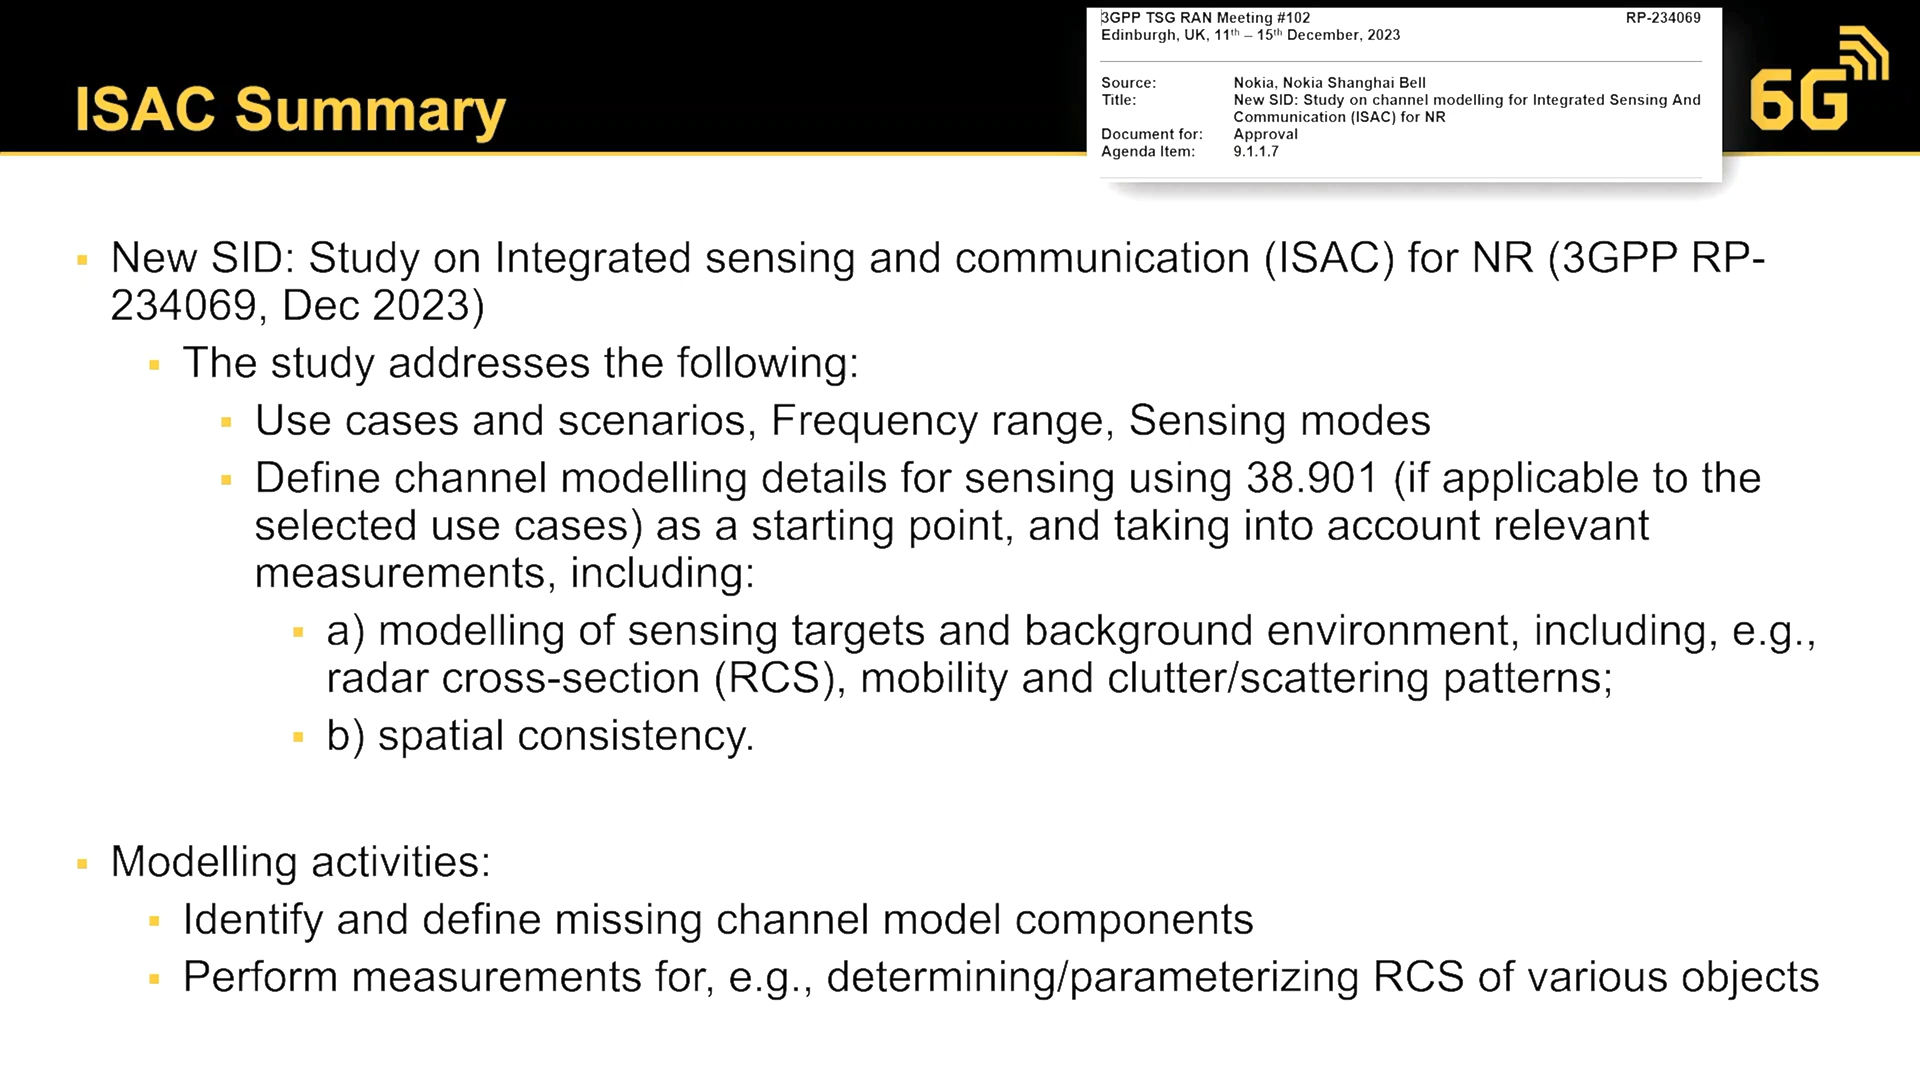 3GPP TSG RAN Meeting #102 RP-234069
Edinburgh, UK, 11th – 15th December, 2023
Source: Nokia, Nokia Shanghai Bell
Title: New SID: Study on channel modelling for Integrated Sensing And
Communication (ISAC) for NR
Document for: Approval
Agenda Item: 9.1.1.7
6G
ISAC Summary
▪ New SID: Study on Integrated sensing and communication (ISAC) for NR (3GPP RP-
234069, Dec 2023)
▪ The study addresses the following:
▪ Use cases and scenarios, Frequency range, Sensing modes
▪ Define channel modelling details for sensing using 38.901 (if applicable to the
selected use cases) as a starting point, and taking into account relevant
measurements, including:
▪ a) modelling of sensing targets and background environment, including, e.g.,
radar cross-section (RCS), mobility and clutter/scattering patterns;
▪ b) spatial consistency.
▪ Modelling activities:
▪ Identify and define missing channel model components
▪ Perform measurements for, e.g., determining/parameterizing RCS of various objects